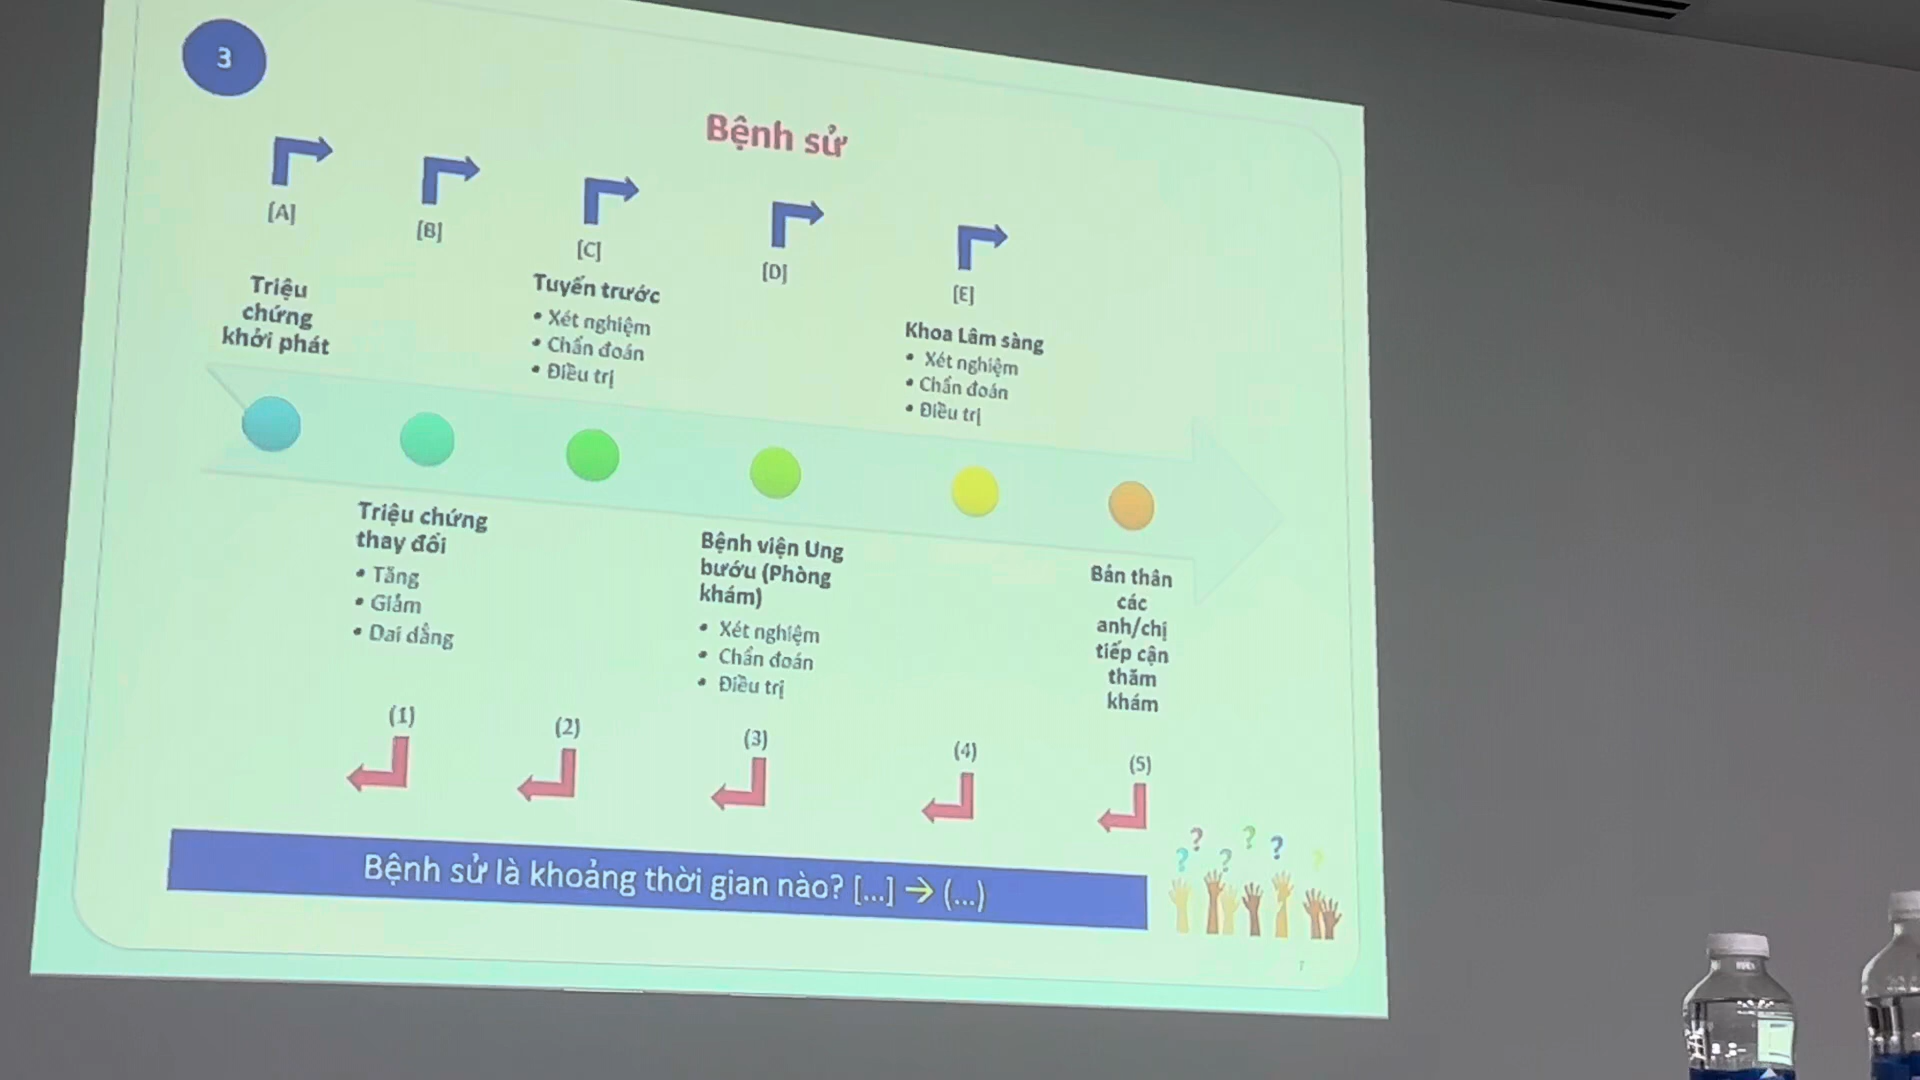 3
Bệnh sử
[A]
[B]
[C]
[D]
[E]
Triệu
chứng
khởi phát
Tuyến trước
• Xét nghiệm
• Chẩn đoán
• Điều trị
Khoa Lâm sàng
• Xét nghiệm
• Chẩn đoán
• Điều trị
Triệu chứng
thay đổi
• Tăng
• Giảm
• Dai dẳng
Bệnh viện Ung
bướu (Phòng
khám)
• Xét nghiệm
• Chẩn đoán
• Điều trị
Bản thân
các
anh/chị
tiếp cận
thăm
khám
(1)
(2)
(3)
(4)
(5)
Bệnh sử là khoảng thời gian nào? [...] → (...)
? ? ? ? ? ?
7